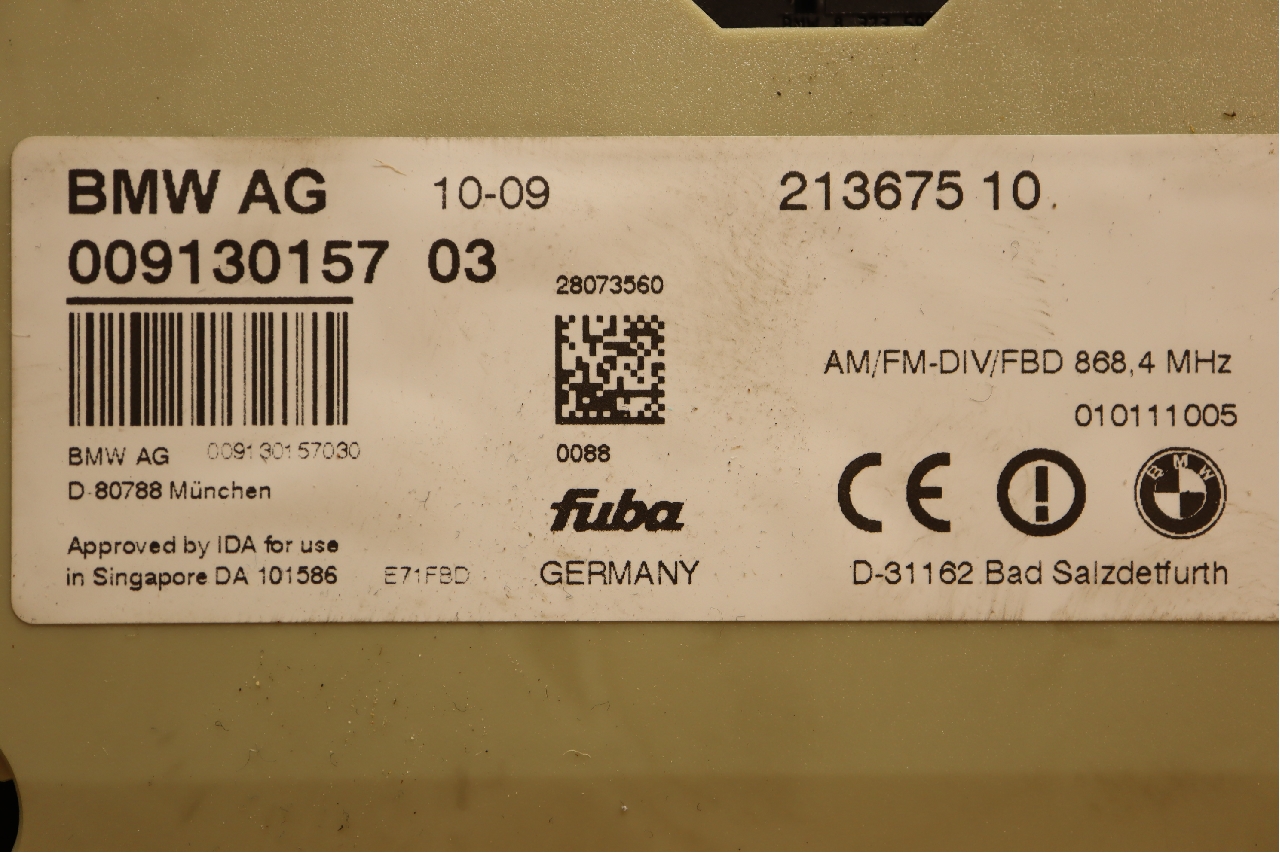 BMW AG 10-09 213675 10
009130157 03
28073560
AM/FM-DIV/FBD 868,4 MHz
010111005
BMW AG 009130157030
0088
D-80788 München
fuba
CE
BMW
Approved by IDA for use
in Singapore DA 101586 E71FBD GERMANY D-31162 Bad Salzdetfurth